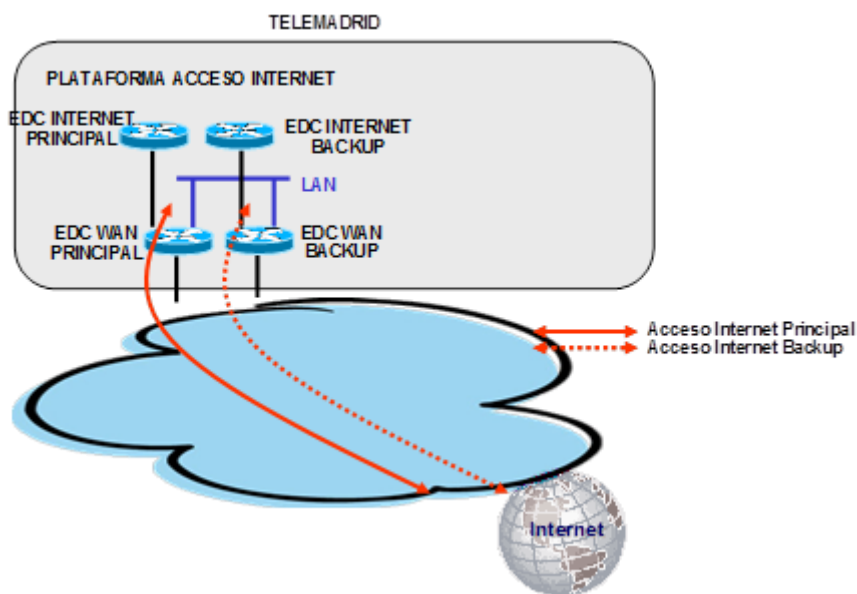 TELEMADRID
PLATAFORMA ACCESO INTERNET
EDC INTERNET
PRINCIPAL
EDC INTERNET
BACKUP
LAN
EDC WAN
PRINCIPAL
EDC WAN
BACKUP
Acceso Internet Principal
Acceso Internet Backup
Internet